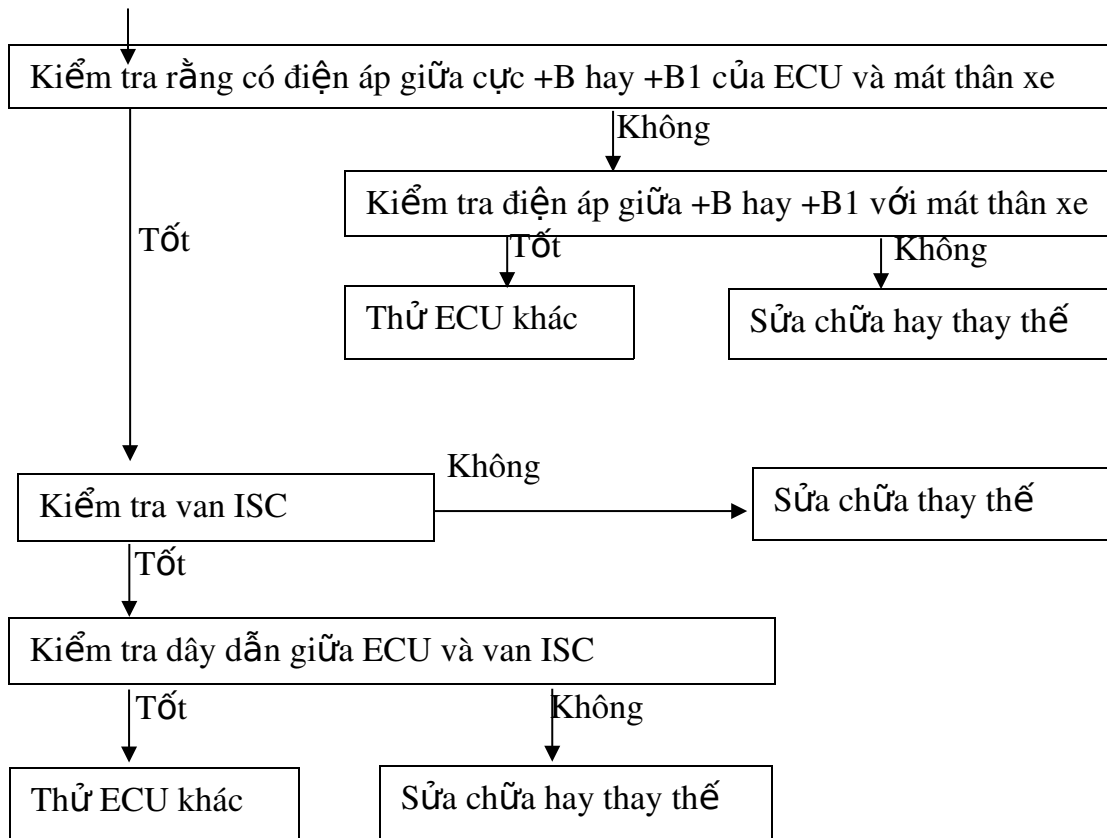 Kiểm tra rằng có điện áp giữa cực +B hay +B1 của ECU và mát thân xe
Không
Kiểm tra điện áp giữa +B hay +B1 với mát thân xe
Tốt
Tốt
Không
Thử ECU khác
Sửa chữa hay thay thế
Không
Kiểm tra van ISC
Sửa chữa thay thế
Tốt
Kiểm tra dây dẫn giữa ECU và van ISC
Tốt
Không
Thử ECU khác
Sửa chữa hay thay thế